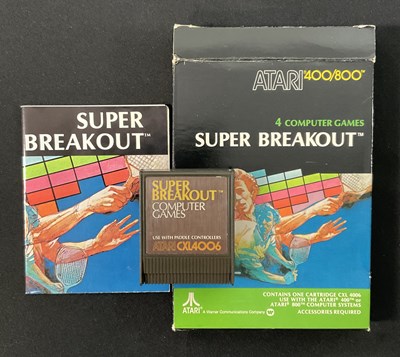 SUPER
BREAKOUT™
SUPER
BREAKOUT™
COMPUTER
GAMES
USE WITH PADDLE CONTROLLERS
ATARI CXL4006
ATARI® 400/800™
4 COMPUTER GAMES
SUPER BREAKOUT™
CONTAINS ONE CARTRIDGE CXL 4006
USE WITH THE ATARI® 400™ or
ATARI® 800™ COMPUTER SYSTEMS
ACCESSORIES REQUIRED
ATARI®
A Warner Communications Company